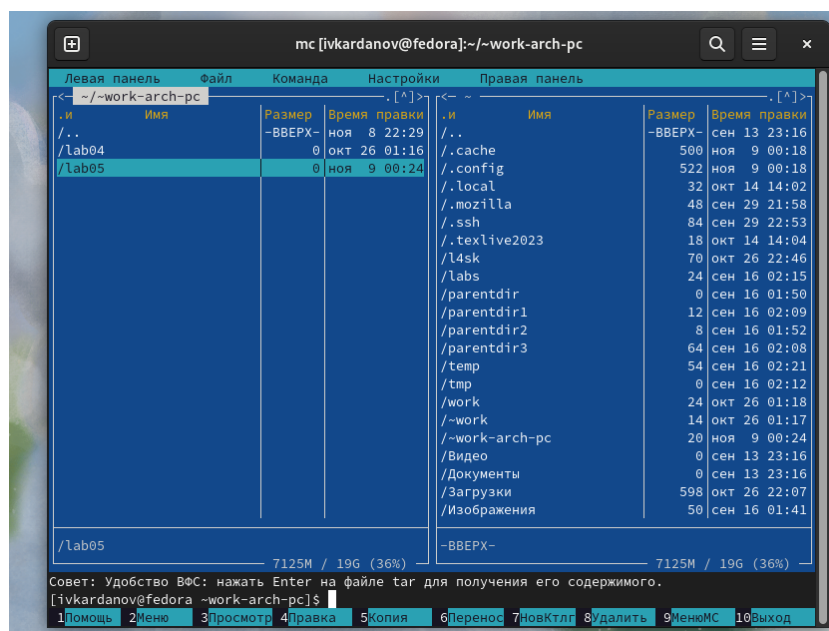 mc [ivkardanov@fedora]:~/~work-arch-pc
Левая панель Файл Команда Настройки Правая панель
<— ~/~work-arch-pc .[^]> <— ~ .[^]>
.и Имя Размер Время правки .и Имя Размер Время правки
/.. -ВВЕРХ- ноя 8 22:29 /.. -ВВЕРХ- сен 13 23:16
/lab04 0 окт 26 01:16 /.cache 500 ноя 9 00:18
/lab05 0 ноя 9 00:24 /.config 522 ноя 9 00:18
/.local 32 окт 14 14:02
/.mozilla 48 сен 29 21:58
/.ssh 84 сен 29 22:53
/.texlive2023 18 окт 14 14:04
/l4sk 70 окт 26 22:46
/labs 24 сен 16 02:15
/parentdir 0 сен 16 01:50
/parentdir1 12 сен 16 02:09
/parentdir2 8 сен 16 01:52
/parentdir3 64 сен 16 02:08
/temp 54 сен 16 02:21
/tmp 0 сен 16 02:12
/work 24 окт 26 01:18
/~work 14 окт 26 01:17
/~work-arch-pc 20 ноя 9 00:24
/Видео 0 сен 13 23:16
/Документы 0 сен 13 23:16
/Загрузки 598 окт 26 22:07
/Изображения 50 сен 16 01:41
/lab05 -ВВЕРХ-
7125M / 19G (36%) 7125M / 19G (36%)
Совет: Удобство ВФС: нажать Enter на файле tar для получения его содержимого.
[ivkardanov@fedora ~work-arch-pc]$
1Помощь 2Меню 3Просмотр 4Правка 5Копия 6Перенос 7НовКтлг 8Удалить 9МенюМС 10Выход